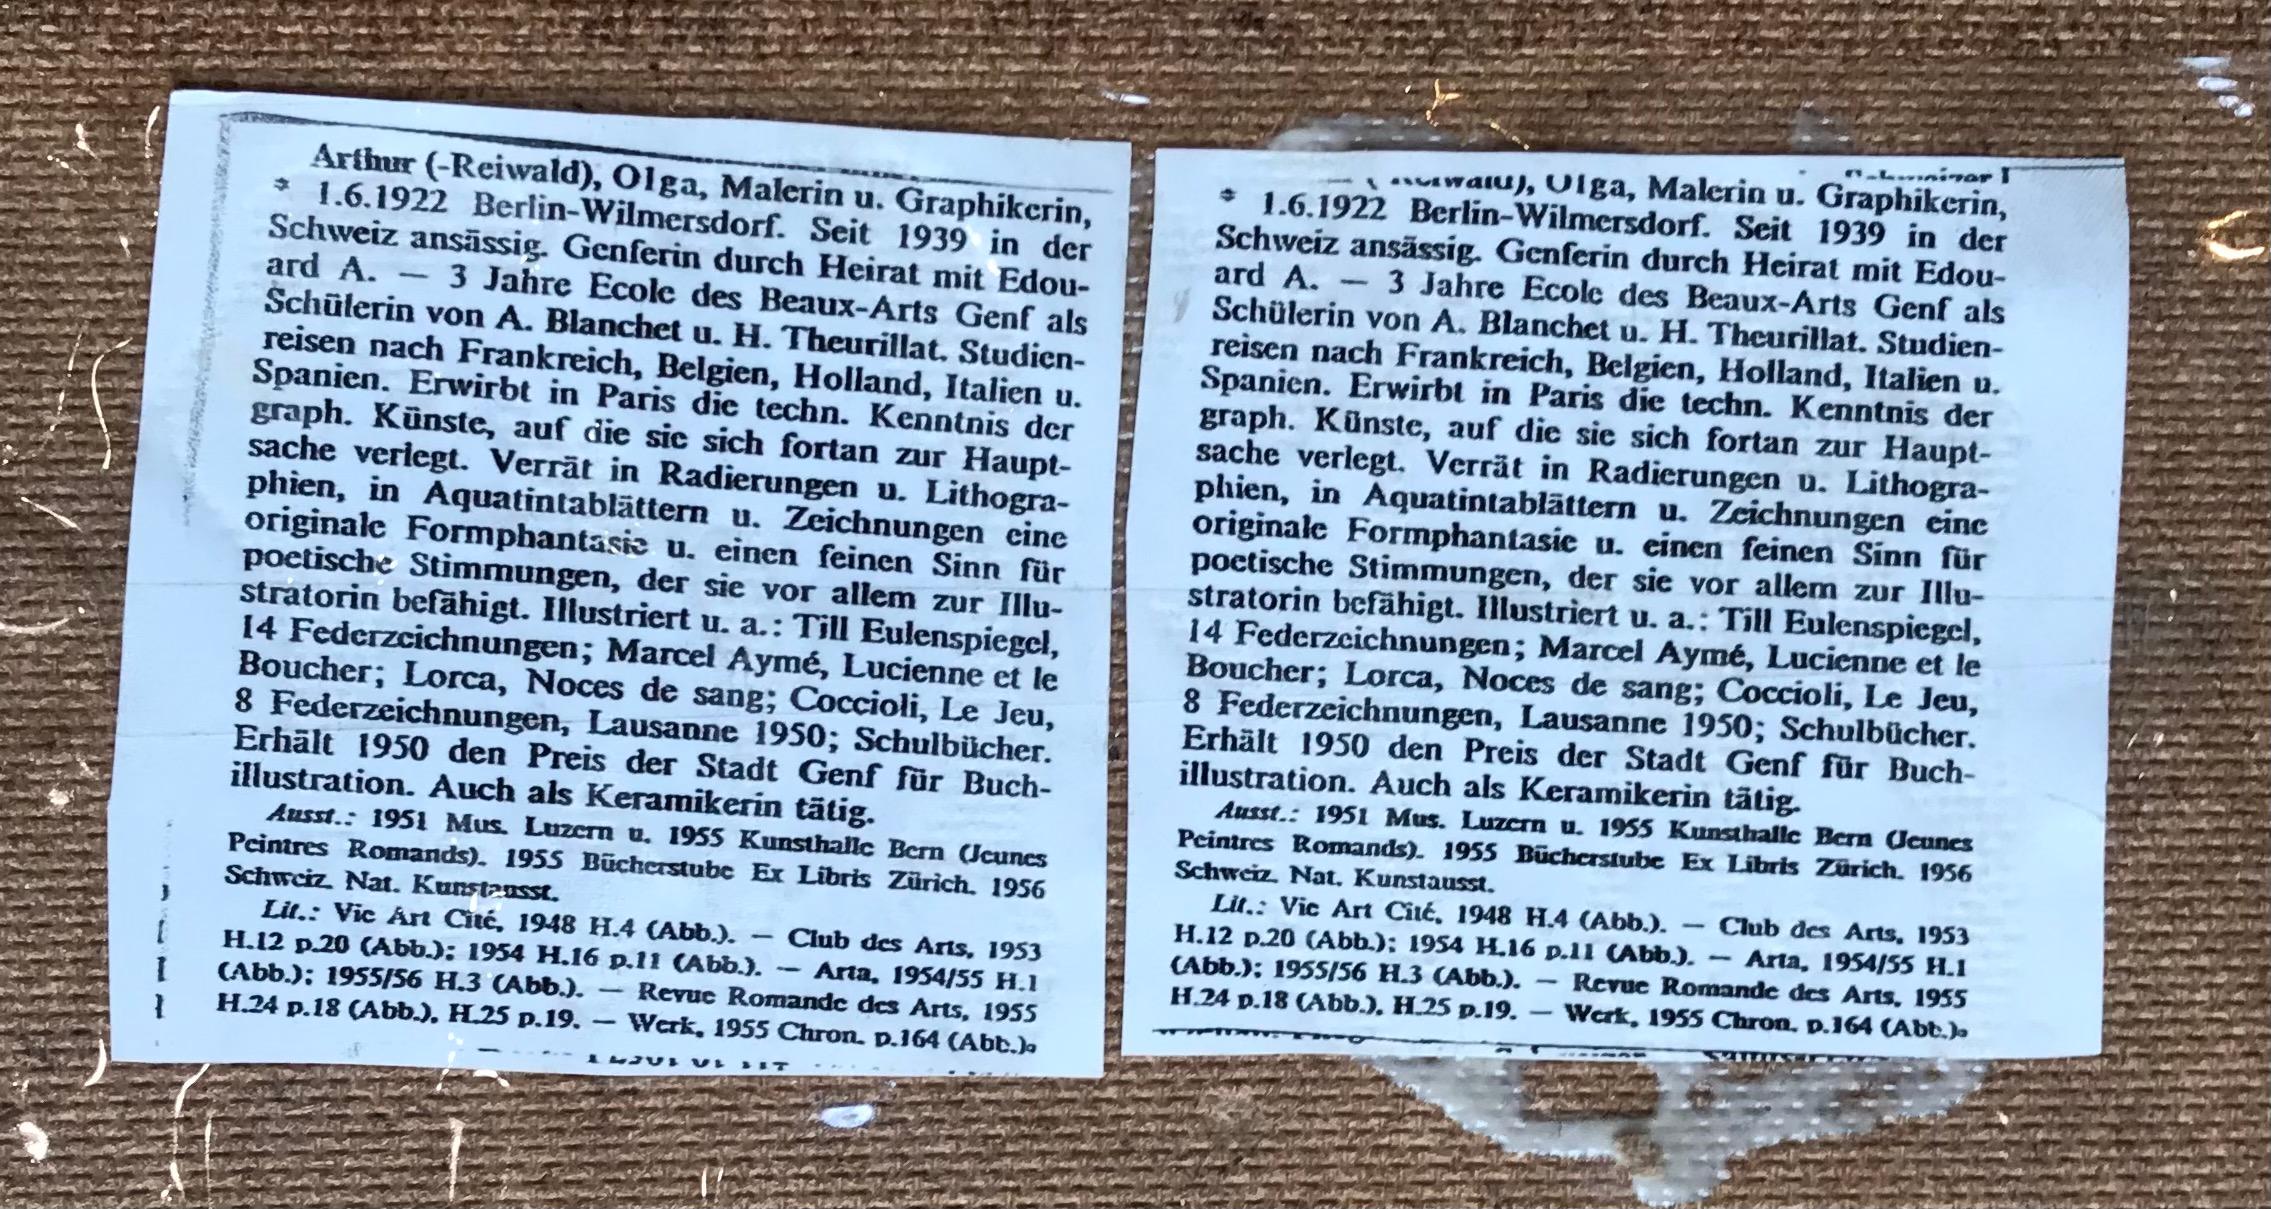 Arthur (-Reiwald), Olga, Malerin u. Graphikerin,
* 1.6.1922 Berlin-Wilmersdorf. Seit 1939 in der
Schweiz ansässig. Genferin durch Heirat mit Edou-
ard A. — 3 Jahre Ecole des Beaux-Arts Genf als
Schülerin von A. Blanchet u. H. Theurillat. Studien-
reisen nach Frankreich, Belgien, Holland, Italien u.
Spanien. Erwirbt in Paris die techn. Kenntnis der
graph. Künste, auf die sie sich fortan zur Haupt-
sache verlegt. Verrät in Radierungen u. Lithogra-
phien, in Aquatintablättern u. Zeichnungen eine
originale Formphantasie u. einen feinen Sinn für
poetische Stimmungen, der sie vor allem zur Illu-
stratorin befähigt. Illustriert u. a.: Till Eulenspiegel,
14 Federzeichnungen; Marcel Aymé, Lucienne et le
Boucher; Lorca, Noces de sang; Coccioli, Le Jeu,
8 Federzeichnungen, Lausanne 1950; Schulbücher.
Erhält 1950 den Preis der Stadt Genf für Buch-
illustration. Auch als Keramikerin tätig.
Ausst.: 1951 Mus. Luzern u. 1955 Kunsthalle Bern (Jeunes
Peintres Romands). 1955 Bücherstube Ex Libris Zürich. 1956
Schweiz. Nat. Kunstausst.
Lit.: Vie Art Cité, 1948 H.4 (Abb.). — Club des Arts, 1953
H.12 p.20 (Abb.); 1954 H.16 p.11 (Abb.). — Arta, 1954/55 H.1
(Abb.); 1955/56 H.3 (Abb.). — Revue Romande des Arts, 1955
H.24 p.18 (Abb.), H.25 p.19. — Werk, 1955 Chron. p.164 (Abb.).
Olga, Malerin u. Graphikerin,
* 1.6.1922 Berlin-Wilmersdorf. Seit 1939 in der
Schweiz ansässig. Genferin durch Heirat mit Edou-
ard A. — 3 Jahre Ecole des Beaux-Arts Genf als
Schülerin von A. Blanchet u. H. Theurillat. Studien-
reisen nach Frankreich, Belgien, Holland, Italien u.
Spanien. Erwirbt in Paris die techn. Kenntnis der
graph. Künste, auf die sie sich fortan zur Haupt-
sache verlegt. Verrät in Radierungen u. Lithogra-
phien, in Aquatintablättern u. Zeichnungen eine
originale Formphantasie u. einen feinen Sinn für
poetische Stimmungen, der sie vor allem zur Illu-
stratorin befähigt. Illustriert u. a.: Till Eulenspiegel,
14 Federzeichnungen; Marcel Aymé, Lucienne et le
Boucher; Lorca, Noces de sang; Coccioli, Le Jeu,
8 Federzeichnungen, Lausanne 1950; Schulbücher.
Erhält 1950 den Preis der Stadt Genf für Buch-
illustration. Auch als Keramikerin tätig.
Ausst.: 1951 Mus. Luzern u. 1955 Kunsthalle Bern (Jeunes
Peintres Romands). 1955 Bücherstube Ex Libris Zürich. 1956
Schweiz. Nat. Kunstausst.
Lit.: Vie Art Cité, 1948 H.4 (Abb.). — Club des Arts, 1953
H.12 p.20 (Abb.); 1954 H.16 p.11 (Abb.). — Arta, 1954/55 H.1
(Abb.); 1955/56 H.3 (Abb.). — Revue Romande des Arts, 1955
H.24 p.18 (Abb.), H.25 p.19. — Werk, 1955 Chron. p.164 (Abb.).